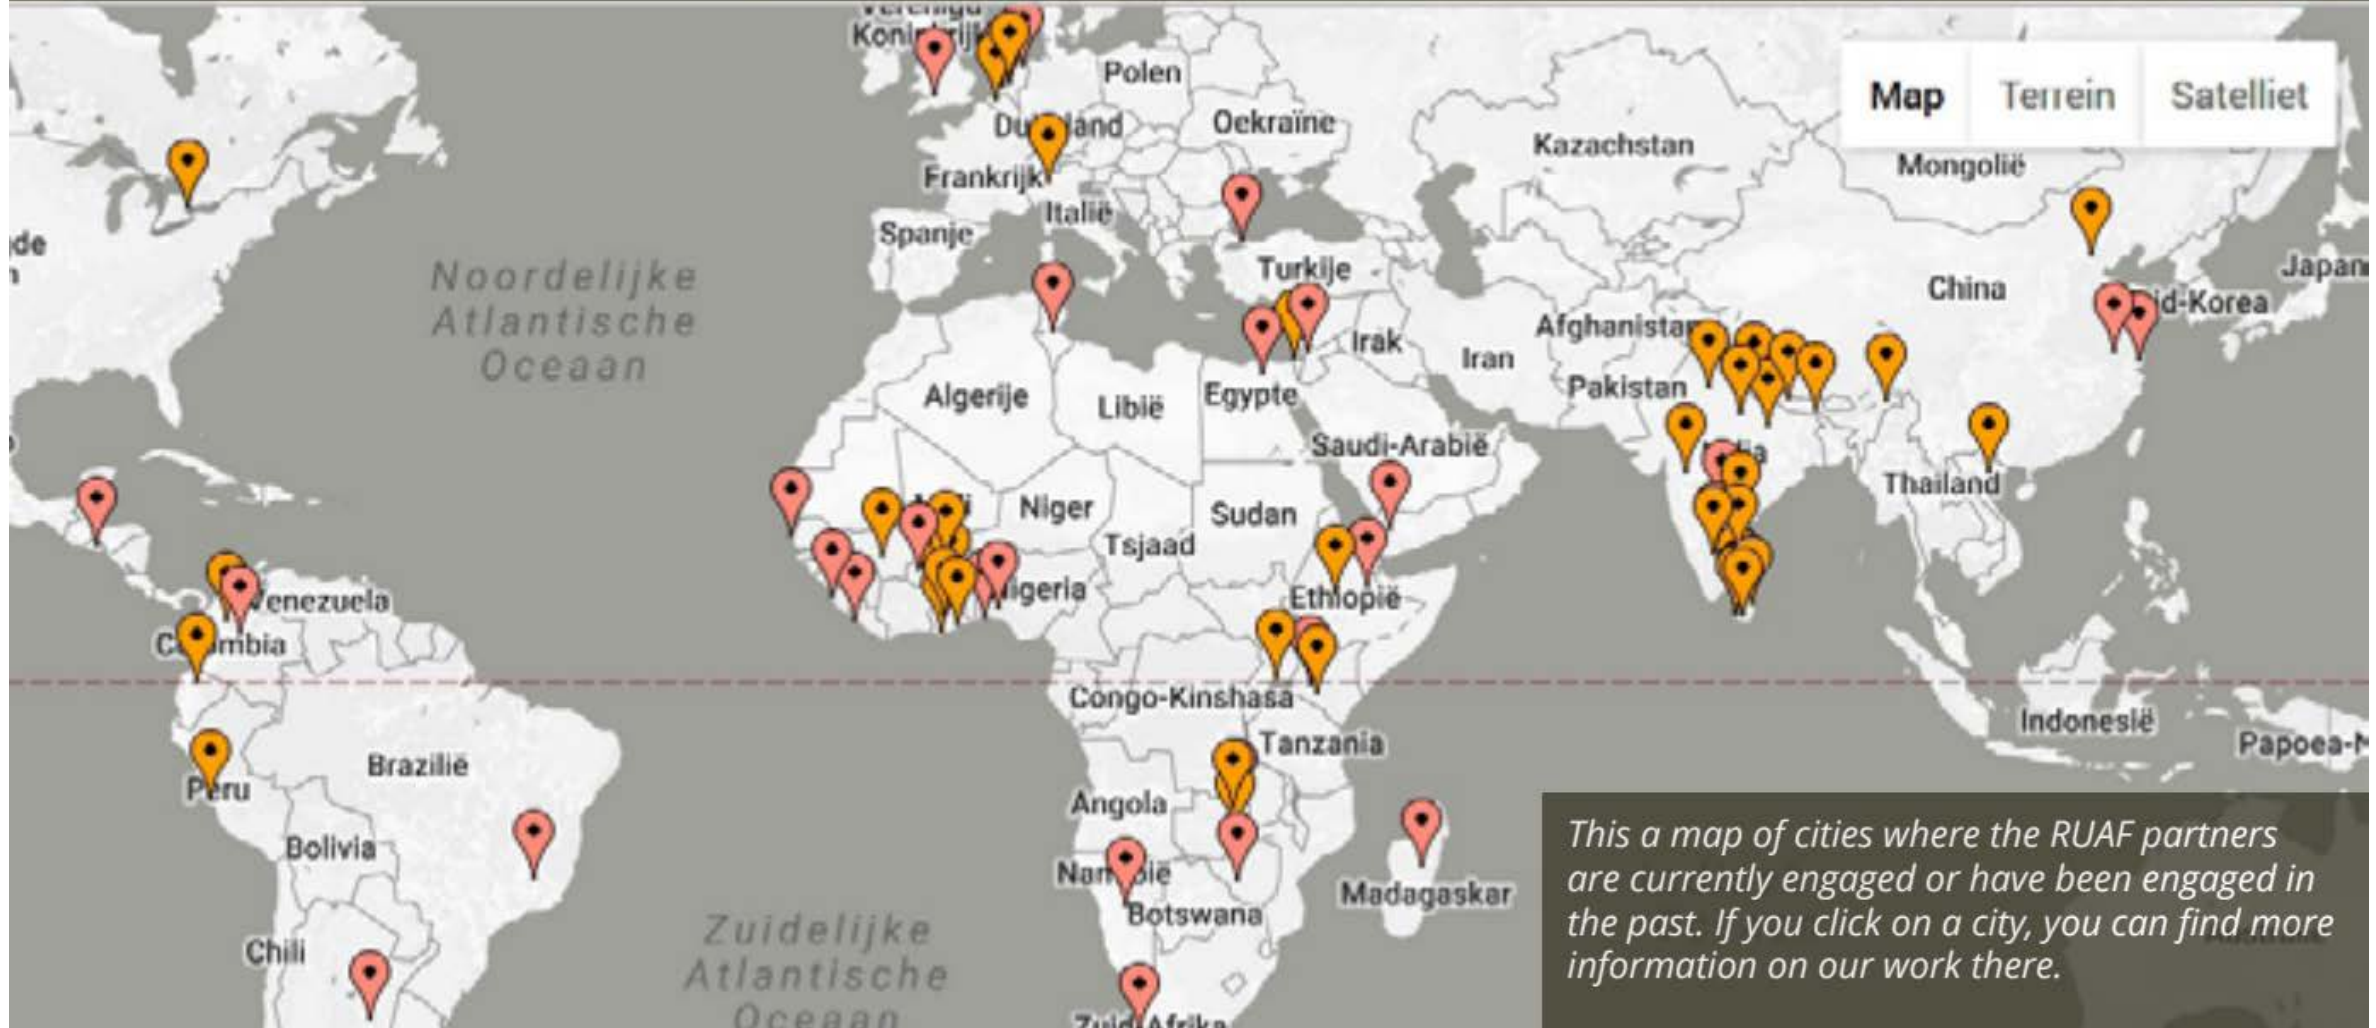 Polen
Map
Terrein
Satelliet
Oekraïne
Kazachstan
Mongolië
Frankrijk
Italië
Spanje
Turkije
China
Noordelijke
Atlantische
Oceaan
Irak
Iran
Pakistan
Algerije
Libië
Egypte
Saudi-Arabië
Thailand
Niger
Sudan
Tsjaad
Ethiopië
Congo-Kinshasa
Indonesië
Tanzania
Brazilië
Peru
Angola
Bolivia
Madagaskar
Botswana
Chili
Zuidelijke
Atlantische
Oceaan
This a map of cities where the RUAF partners
are currently engaged or have been engaged in
the past. If you click on a city, you can find more
information on our work there.